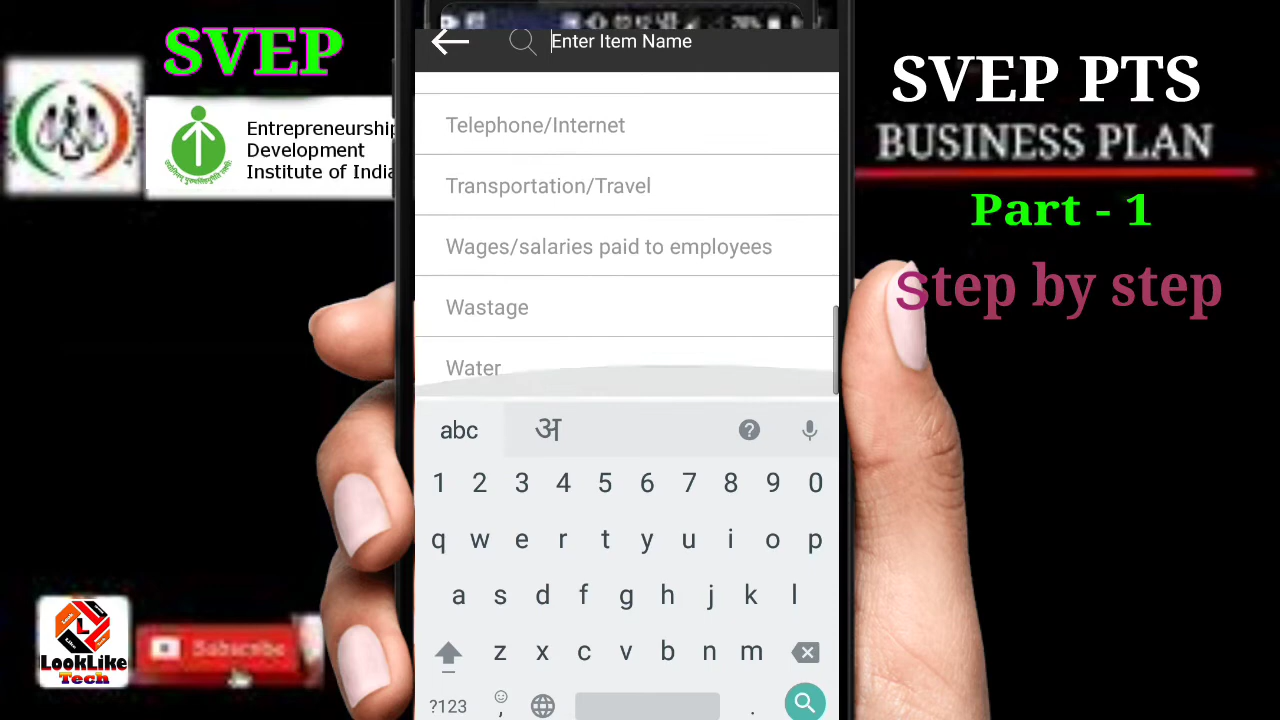 SVEP
Entrepreneurship
Development
Institute of India
Enter Item Name
Telephone/Internet
Transportation/Travel
Wages/salaries paid to employees
Wastage
Water
abc अ
1 2 3 4 5 6 7 8 9 0
q w e r t y u i o p
a s d f g h j k l
z x c v b n m
?123 , .
SVEP PTS
BUSINESS PLAN
Part - 1
Step by step
L
LookLike
Tech
Subscribe